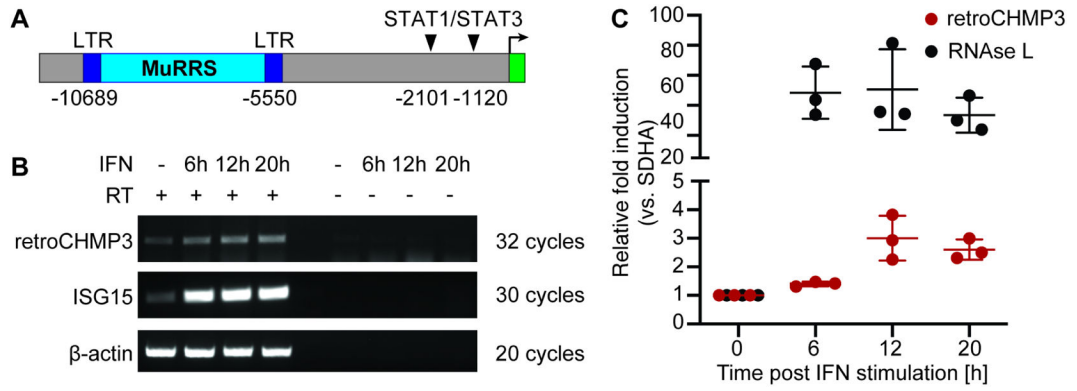 A
STAT1/STAT3
LTR LTR
MuRRS
-10689 -5550 -2101 -1120
B
IFN - 6h 12h 20h - 6h 12h 20h
RT + + + + - - - -
retroCHMP3 32 cycles
ISG15 30 cycles
β-actin 20 cycles
C
retroCHMP3
RNAse L
Relative fold induction
(vs. SDHA)
100
80
60
40
20
5
4
3
2
1
0
0 6 12 20
Time post IFN stimulation [h]